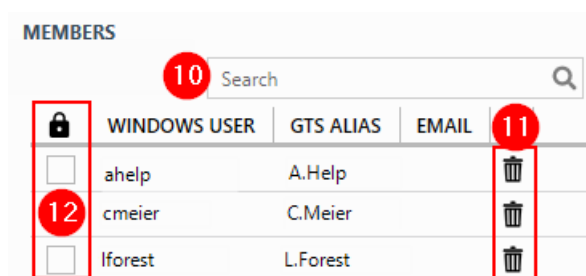 MEMBERS
10 Search
WINDOWS USER GTS ALIAS EMAIL 11
ahelp A.Help
12 cmeier C.Meier
lforest L.Forest